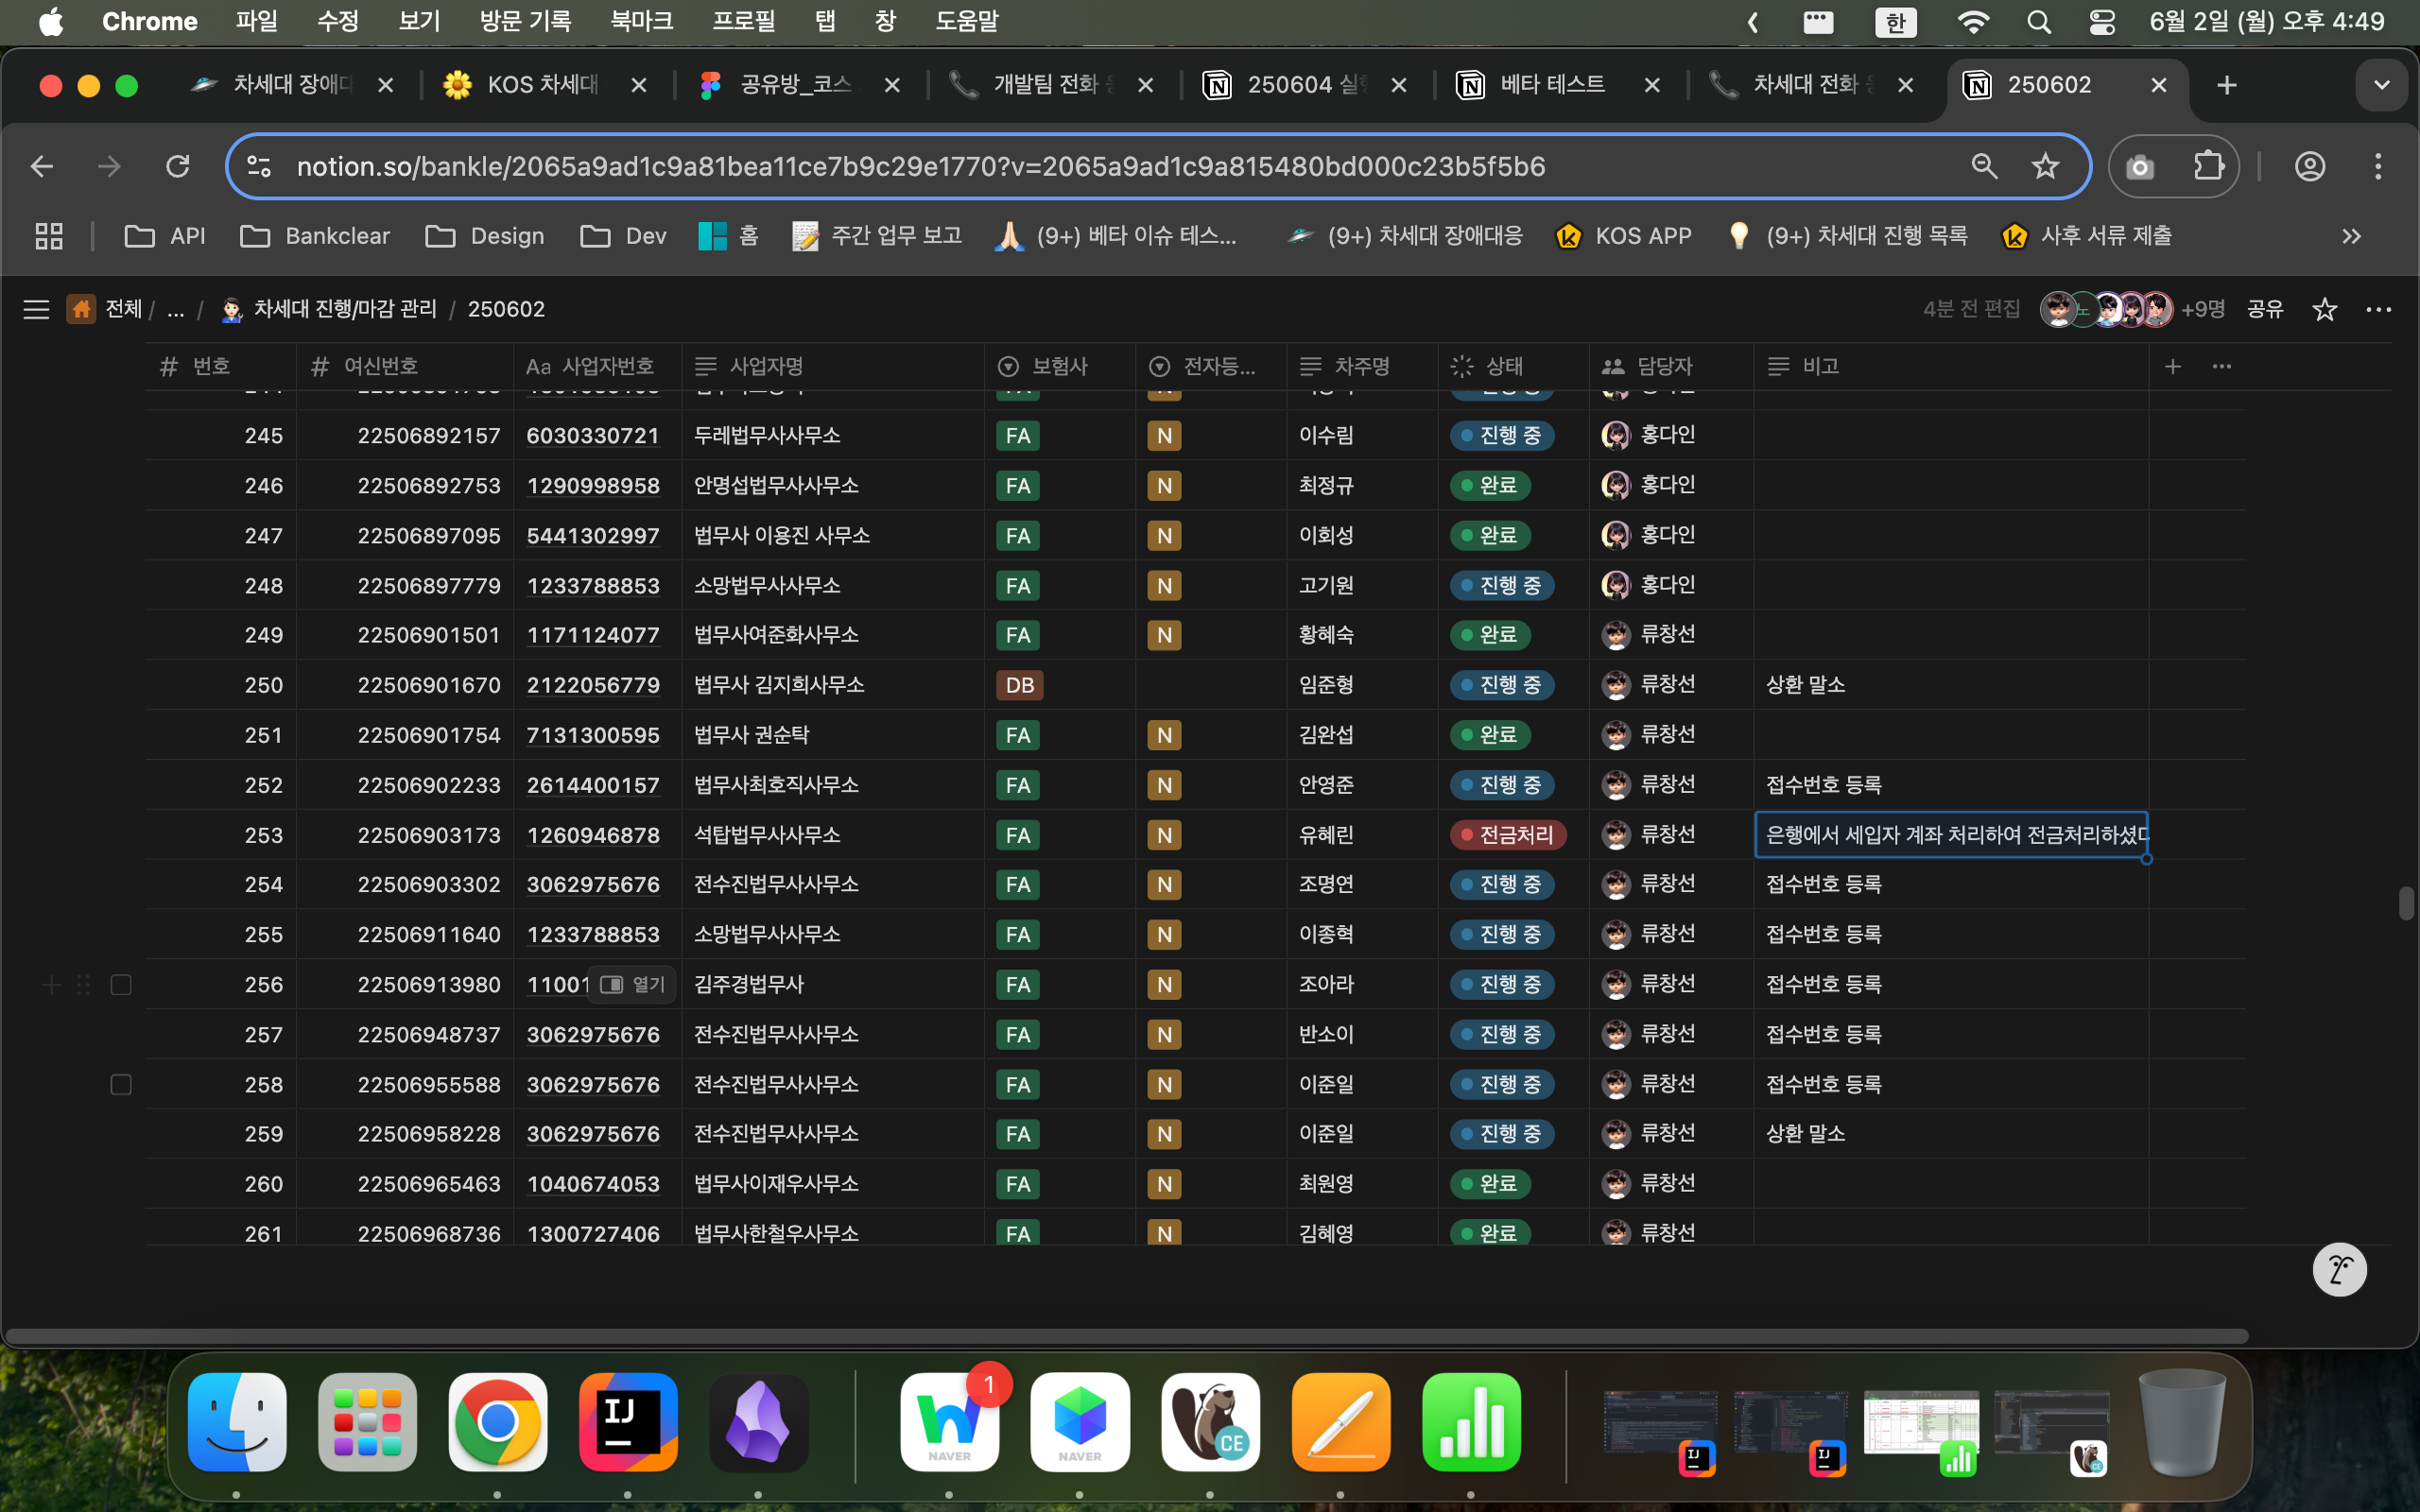 Chrome 파일 수정 보기 방문 기록 북마크 프로필 탭 창 도움말 한 6월 2일 (월) 오후 4:49
차세대 장애대 KOS 차세대 공유방_코스 개발팀 전화 250604 실 베타 테스트 차세대 전화 250602
notion.so/bankle/2065a9ad1c9a81bea11ce7b9c29e1770?v=2065a9ad1c9a815480bd000c23b5f5b6
API Bankclear Design Dev 홈 주간 업무 보고 (9+) 베타 이슈 테스... (9+) 차세대 장애대응 KOS APP (9+) 차세대 진행 목록 사후 서류 제출
전체 / ... / 차세대 진행/마감 관리 / 250602 4분 전 편집 노 +9명 공유
# 번호 # 여신번호 Aa 사업자번호 사업자명 보험사 전자등... 차주명 상태 담당자 비고
245 22506892157 6030330721 두레법무사사무소 FA N 이수림 진행 중 홍다인
246 22506892753 1290998958 안명섭법무사사무소 FA N 최정규 완료 홍다인
247 22506897095 5441302997 법무사 이용진 사무소 FA N 이회성 완료 홍다인
248 22506897779 1233788853 소망법무사사무소 FA N 고기원 진행 중 홍다인
249 22506901501 1171124077 법무사여준화사무소 FA N 황혜숙 완료 류창선
250 22506901670 2122056779 법무사 김지희사무소 DB 임준형 진행 중 류창선 상환 말소
251 22506901754 7131300595 법무사 권순탁 FA N 김완섭 완료 류창선
252 22506902233 2614400157 법무사최호직사무소 FA N 안영준 진행 중 류창선 접수번호 등록
253 22506903173 1260946878 석탑법무사사무소 FA N 유혜린 전금처리 류창선 은행에서 세입자 계좌 처리하여 전금처리하셨
254 22506903302 3062975676 전수진법무사사무소 FA N 조명연 진행 중 류창선 접수번호 등록
255 22506911640 1233788853 소망법무사사무소 FA N 이종혁 진행 중 류창선 접수번호 등록
256 22506913980 11001 열기 김주경법무사 FA N 조아라 진행 중 류창선 접수번호 등록
257 22506948737 3062975676 전수진법무사사무소 FA N 반소이 진행 중 류창선 접수번호 등록
258 22506955588 3062975676 전수진법무사사무소 FA N 이준일 진행 중 류창선 접수번호 등록
259 22506958228 3062975676 전수진법무사사무소 FA N 이준일 진행 중 류창선 상환 말소
260 22506965463 1040674053 법무사이재우사무소 FA N 최원영 완료 류창선
261 22506968736 1300727406 법무사한철우사무소 FA N 김혜영 완료 류창선
IJ NAVER 1 NAVER CE IJ IJ CE